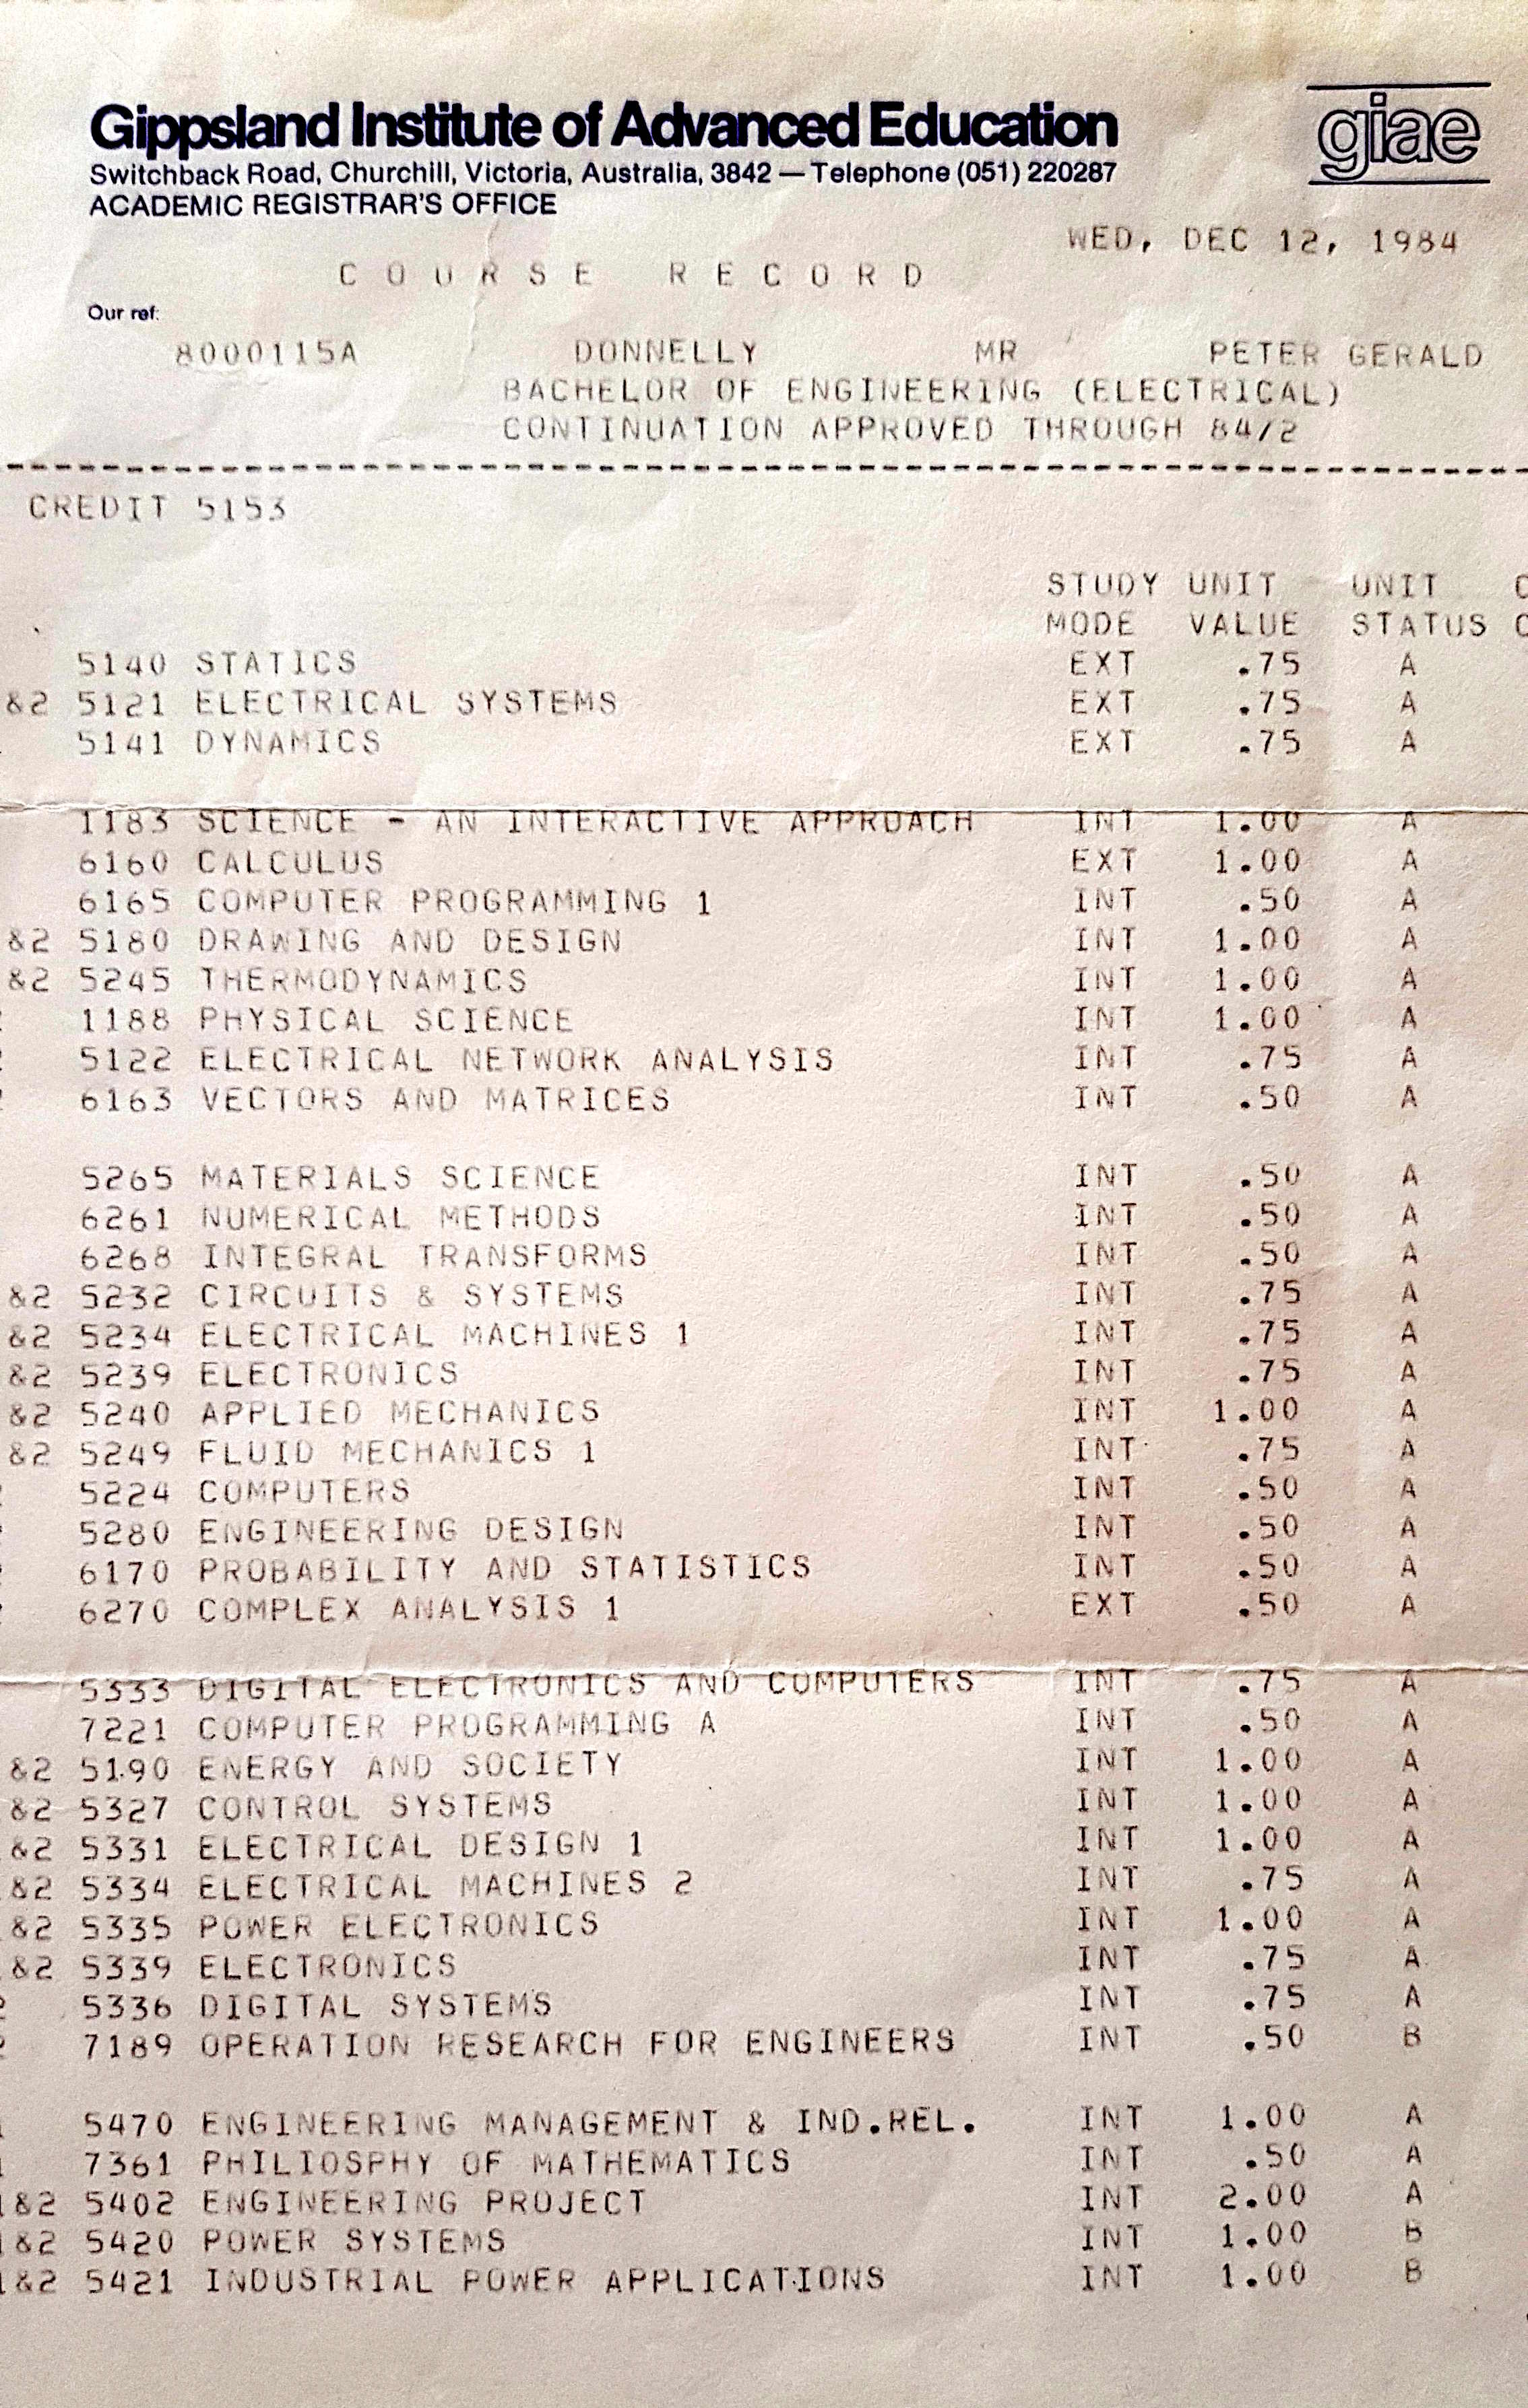 Gippsland Institute of Advanced Education
giae
Switchback Road, Churchill, Victoria, Australia, 3842 — Telephone (051) 220287
ACADEMIC REGISTRAR'S OFFICE
WED, DEC 12, 1984
C O U R S E   R E C O R D
Our ref:
8000115A DONNELLY MR PETER GERALD
BACHELOR OF ENGINEERING (ELECTRICAL)
CONTINUATION APPROVED THROUGH 84/2
CREDIT 5153
STUDY UNIT UNIT
MODE VALUE STATUS
5140 STATICS EXT .75 A
&2 5121 ELECTRICAL SYSTEMS EXT .75 A
5141 DYNAMICS EXT .75 A
1183 SCIENCE - AN INTERACTIVE APPROACH INT 1.00 A
6160 CALCULUS EXT 1.00 A
6165 COMPUTER PROGRAMMING 1 INT .50 A
&2 5180 DRAWING AND DESIGN INT 1.00 A
&2 5245 THERMODYNAMICS INT 1.00 A
1188 PHYSICAL SCIENCE INT 1.00 A
5122 ELECTRICAL NETWORK ANALYSIS INT .75 A
6163 VECTORS AND MATRICES INT .50 A
5265 MATERIALS SCIENCE INT .50 A
6261 NUMERICAL METHODS INT .50 A
6268 INTEGRAL TRANSFORMS INT .50 A
&2 5232 CIRCUITS & SYSTEMS INT .75 A
&2 5234 ELECTRICAL MACHINES 1 INT .75 A
&2 5239 ELECTRONICS INT .75 A
&2 5240 APPLIED MECHANICS INT 1.00 A
&2 5249 FLUID MECHANICS 1 INT .75 A
5224 COMPUTERS INT .50 A
5280 ENGINEERING DESIGN INT .50 A
6170 PROBABILITY AND STATISTICS INT .50 A
6270 COMPLEX ANALYSIS 1 EXT .50 A
5333 DIGITAL ELECTRONICS AND COMPUTERS INT .75 A
7221 COMPUTER PROGRAMMING A INT .50 A
&2 5190 ENERGY AND SOCIETY INT 1.00 A
&2 5327 CONTROL SYSTEMS INT 1.00 A
&2 5331 ELECTRICAL DESIGN 1 INT 1.00 A
&2 5334 ELECTRICAL MACHINES 2 INT .75 A
&2 5335 POWER ELECTRONICS INT 1.00 A
&2 5339 ELECTRONICS INT .75 A
5336 DIGITAL SYSTEMS INT .75 A
7189 OPERATION RESEARCH FOR ENGINEERS INT .50 B
5470 ENGINEERING MANAGEMENT & IND.REL. INT 1.00 A
7361 PHILIOSPHY OF MATHEMATICS INT .50 A
1&2 5402 ENGINEERING PROJECT INT 2.00 A
1&2 5420 POWER SYSTEMS INT 1.00 B
1&2 5421 INDUSTRIAL POWER APPLICATIONS INT 1.00 B